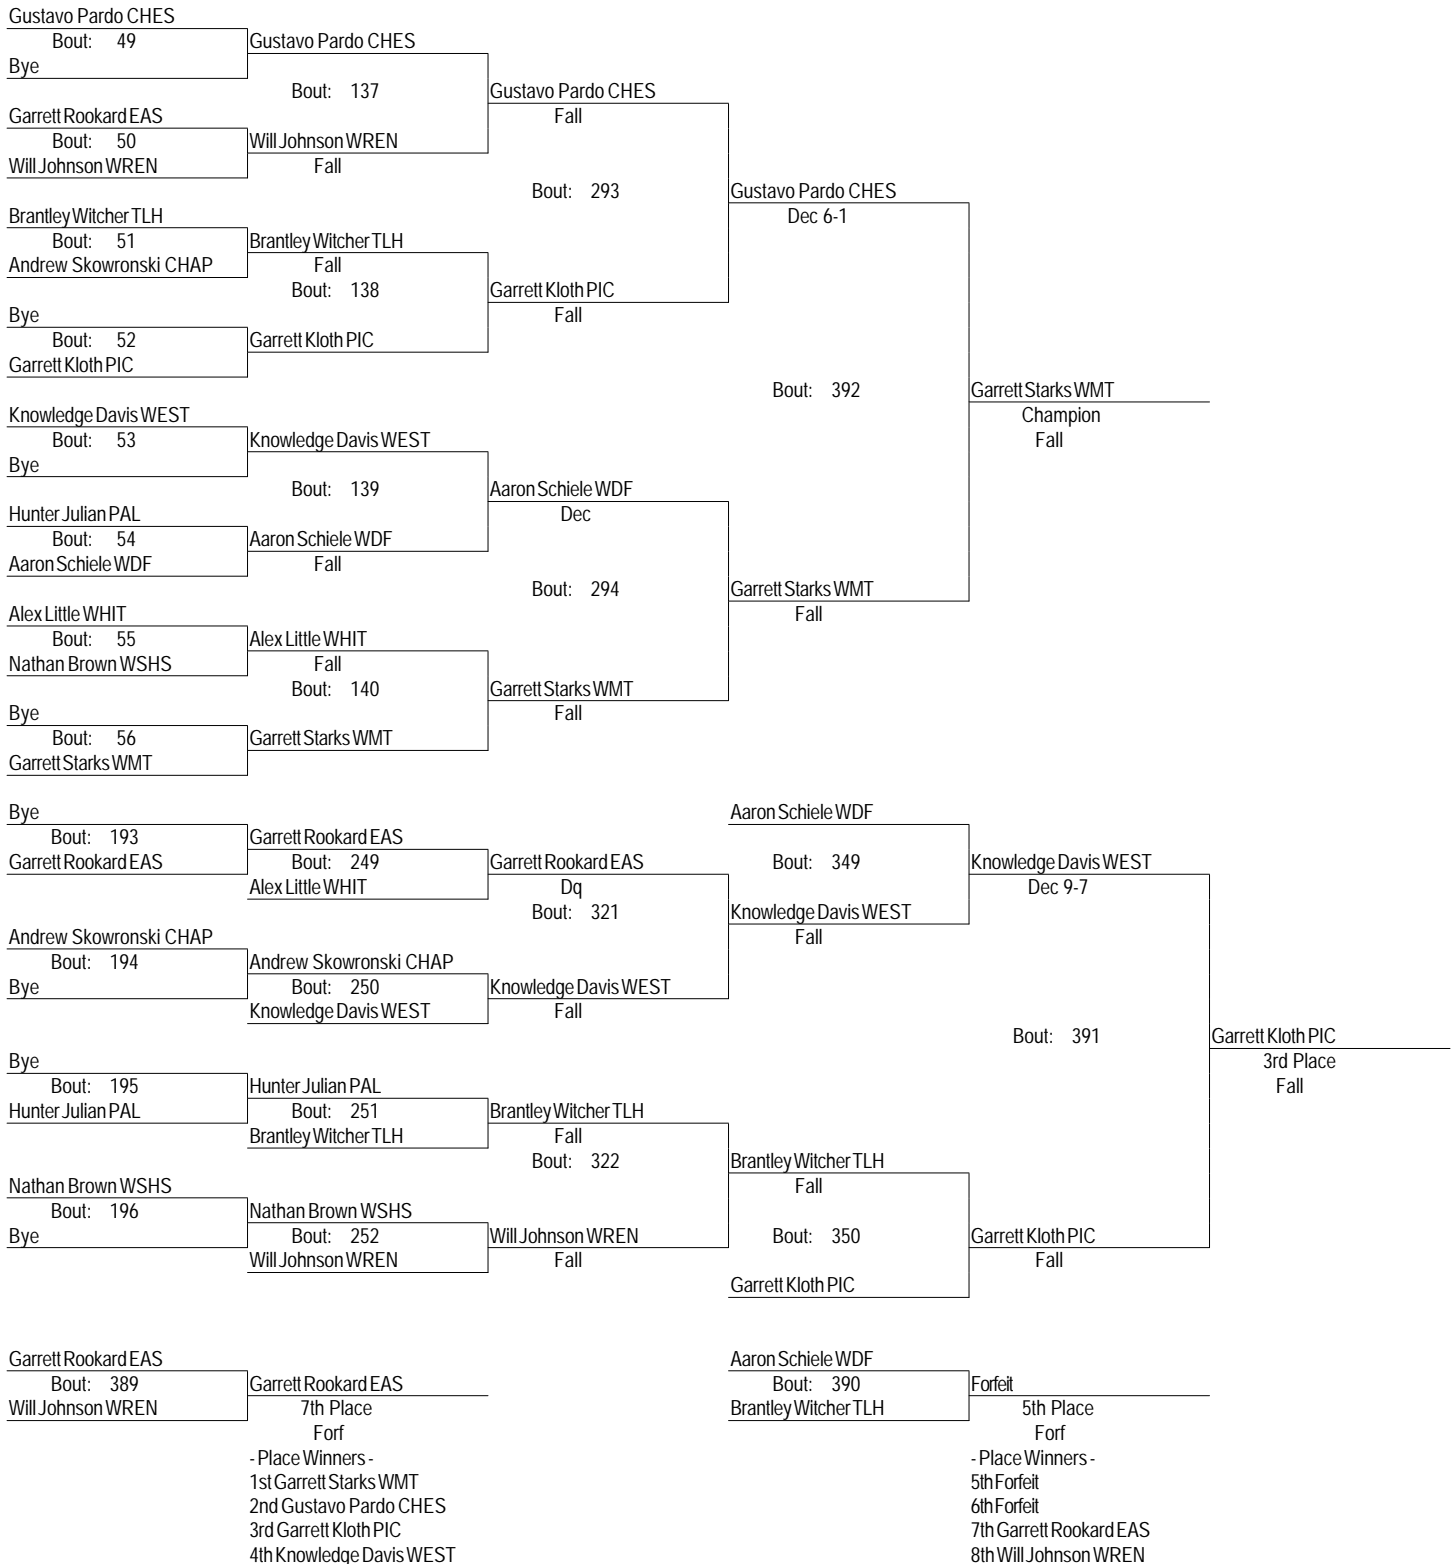 Gustavo Pardo CHES
Bout: 49
Gustavo Pardo CHES
Bye
Bout: 137
Gustavo Pardo CHES
Garrett Rookard EAS
Fall
Bout: 50
Will Johnson WREN
Will Johnson WREN
Fall
Bout: 293
Gustavo Pardo CHES
Brantley Witcher TLH
Dec 6-1
Bout: 51
Brantley Witcher TLH
Andrew Skowronski CHAP
Fall
Bout: 138
Garrett Kloth PIC
Bye
Fall
Bout: 52
Garrett Kloth PIC
Garrett Kloth PIC
Bout: 392
Garrett Starks WMT
Knowledge Davis WEST
Champion
Bout: 53
Knowledge Davis WEST
Fall
Bye
Bout: 139
Aaron Schiele WDF
Hunter Julian PAL
Dec
Bout: 54
Aaron Schiele WDF
Aaron Schiele WDF
Fall
Bout: 294
Garrett Starks WMT
Alex Little WHIT
Fall
Bout: 55
Alex Little WHIT
Nathan Brown WSHS
Fall
Bout: 140
Garrett Starks WMT
Bye
Fall
Bout: 56
Garrett Starks WMT
Garrett Starks WMT
Bye
Aaron Schiele WDF
Bout: 193
Garrett Rookard EAS
Garrett Rookard EAS
Bout: 249
Garrett Rookard EAS
Bout: 349
Knowledge Davis WEST
Alex Little WHIT
Dq
Dec 9-7
Bout: 321
Knowledge Davis WEST
Andrew Skowronski CHAP
Fall
Bout: 194
Andrew Skowronski CHAP
Bye
Bout: 250
Knowledge Davis WEST
Knowledge Davis WEST
Fall
Bout: 391
Garrett Kloth PIC
Bye
3rd Place
Bout: 195
Hunter Julian PAL
Fall
Hunter Julian PAL
Bout: 251
Brantley Witcher TLH
Brantley Witcher TLH
Fall
Bout: 322
Brantley Witcher TLH
Nathan Brown WSHS
Fall
Bout: 196
Nathan Brown WSHS
Bye
Bout: 252
Will Johnson WREN
Bout: 350
Garrett Kloth PIC
Will Johnson WREN
Fall
Fall
Garrett Kloth PIC
Garrett Rookard EAS
Aaron Schiele WDF
Bout: 389
Garrett Rookard EAS
Bout: 390
Forfeit
Will Johnson WREN
7th Place
Brantley Witcher TLH
5th Place
Forf
Forf
- Place Winners -
- Place Winners -
1st Garrett Starks WMT
5th Forfeit
2nd Gustavo Pardo CHES
6th Forfeit
3rd Garrett Kloth PIC
7th Garrett Rookard EAS
4th Knowledge Davis WEST
8th Will Johnson WREN